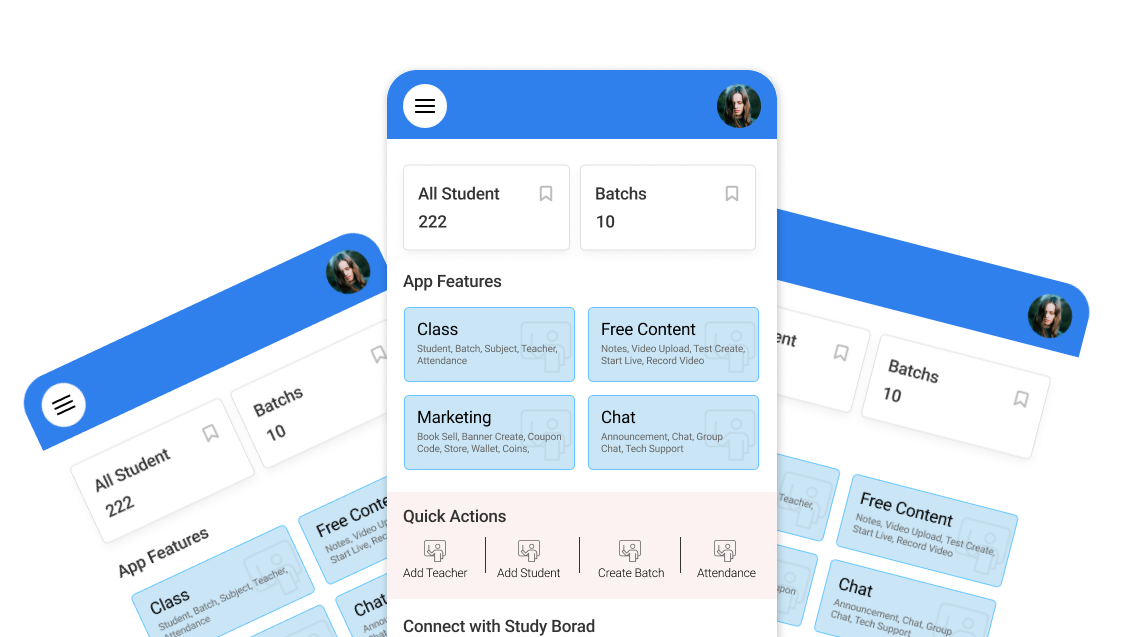 All Student
222
Batchs
10
App Features
Class
Student, Batch, Subject, Teacher,
Attendance
Free Content
Notes, Video Upload, Test Create,
Start Live, Record Video
Marketing
Book Sell, Banner Create, Coupon
Code, Store, Wallet, Coins,
Chat
Announcement, Chat, Group
Chat, Tech Support
Quick Actions
Add Teacher
Add Student
Create Batch
Attendance
Connect with Study Borad
All Student
222
Batchs
10
App Features
Class
Student, Batch, Subject, Teacher,
Attendance
Free Conte
Notes, Video Up
Start Live, Rec
Chat
Anno
Chat,
ent
Batchs
10
Teacher,
Free Content
Notes, Video Upload, Test Create,
Start Live, Record Video
upon
Chat
Announcement, Chat, Group
Chat, Tech Support